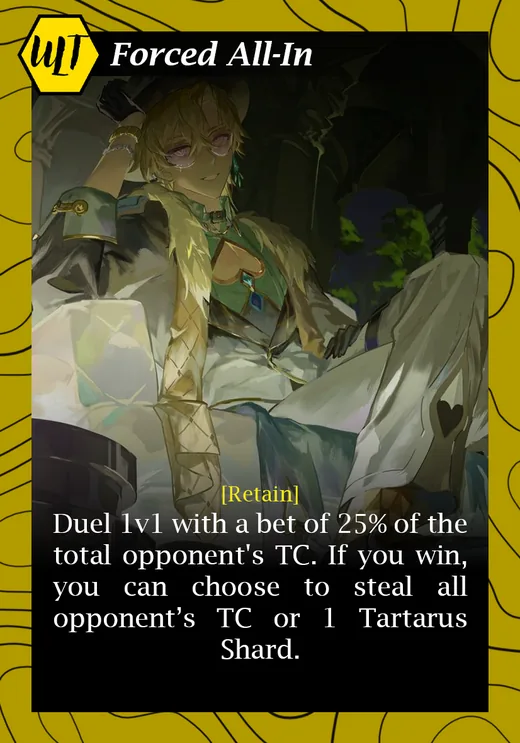 ULT
Forced All-In
[Retain]
Duel 1v1 with a bet of 25% of the
total opponent's TC. If you win,
you can choose to steal all
opponent’s TC or 1 Tartarus
Shard.